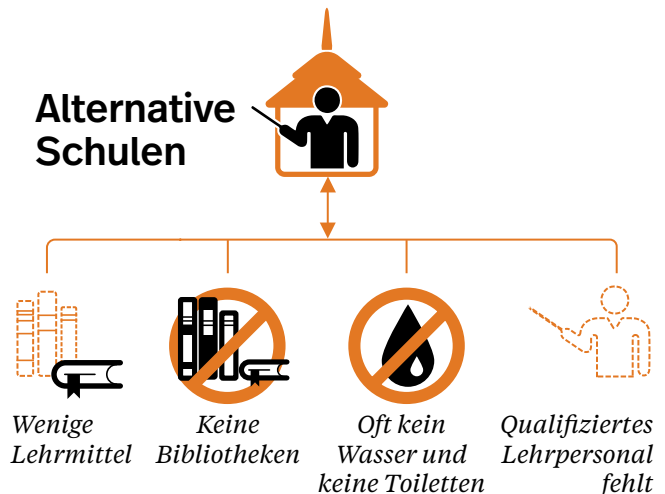 Alternative
Schulen
Wenige
Lehrmittel
Keine
Bibliotheken
Oft kein
Wasser und
keine Toiletten
Qualifiziertes
Lehrpersonal
fehlt